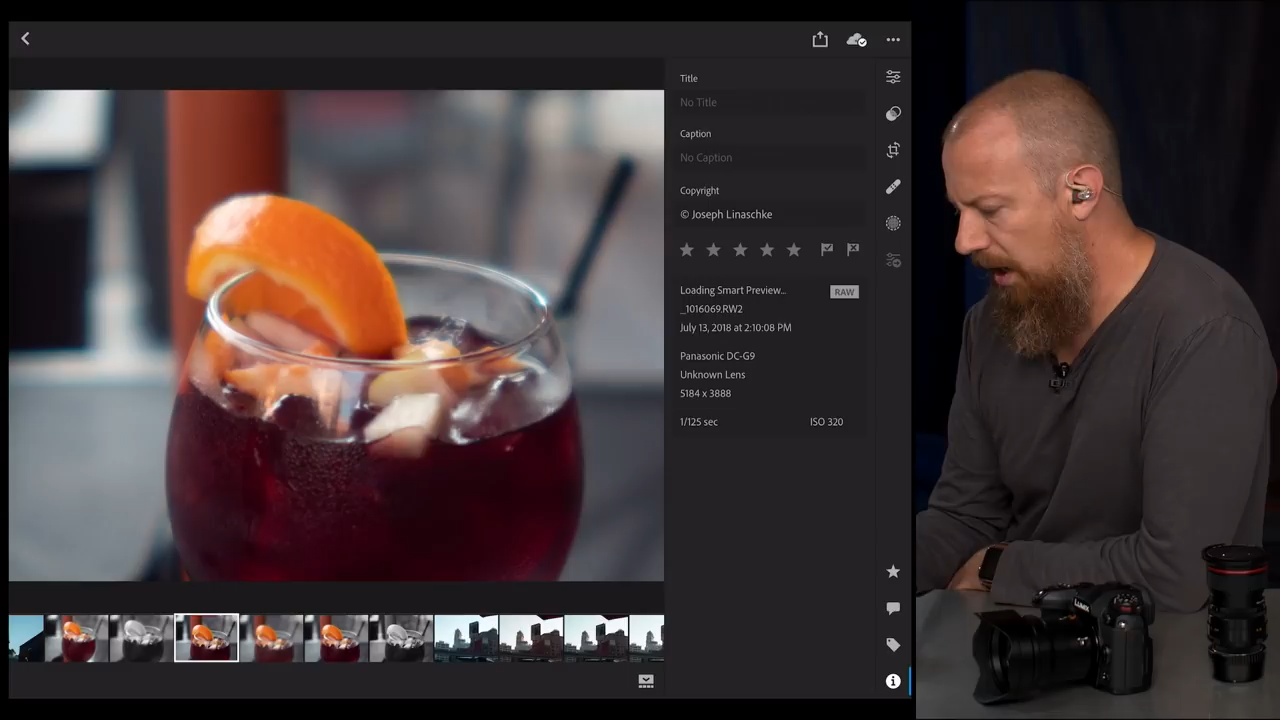 Title
No Title
Caption
No Caption
Copyright
© Joseph Linaschke
Loading Smart Preview...
RAW
_1016069.RW2
July 13, 2018 at 2:10:08 PM
Panasonic DC-G9
Unknown Lens
5184 x 3888
1/125 sec
ISO 320
LUMIX